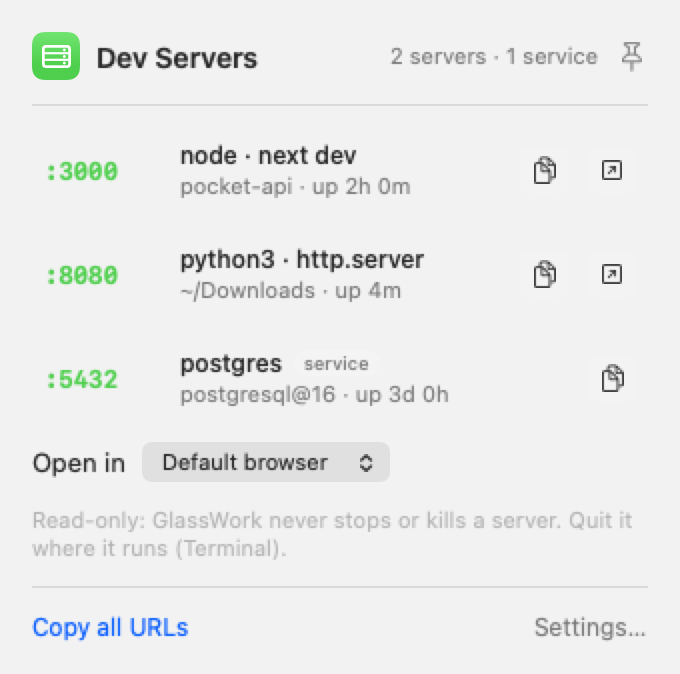 Dev Servers 2 servers · 1 service
:3000 node · next dev
pocket-api · up 2h 0m
:8080 python3 · http.server
~/Downloads · up 4m
:5432 postgres service
postgresql@16 · up 3d 0h
Open in Default browser
Read-only: GlassWork never stops or kills a server. Quit it
where it runs (Terminal).
Copy all URLs Settings...